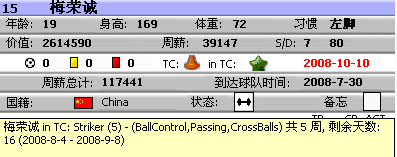 15 梅荣诚
年龄: 19 身高: 169 体重: 72 习惯 左脚
价值: 2614590 周薪: 39147 S/D: 7 80
0 0 0 TC: in TC: 2008-10-10
周薪总计: 117441 到达球队时间: 2008-7-30
国籍: China 状态: 备忘
梅荣诚 in TC: Striker (5) - (BallControl,Passing,CrossBalls) 共 5 周, 剩余天数:
16 (2008-8-4 - 2008-9-8)